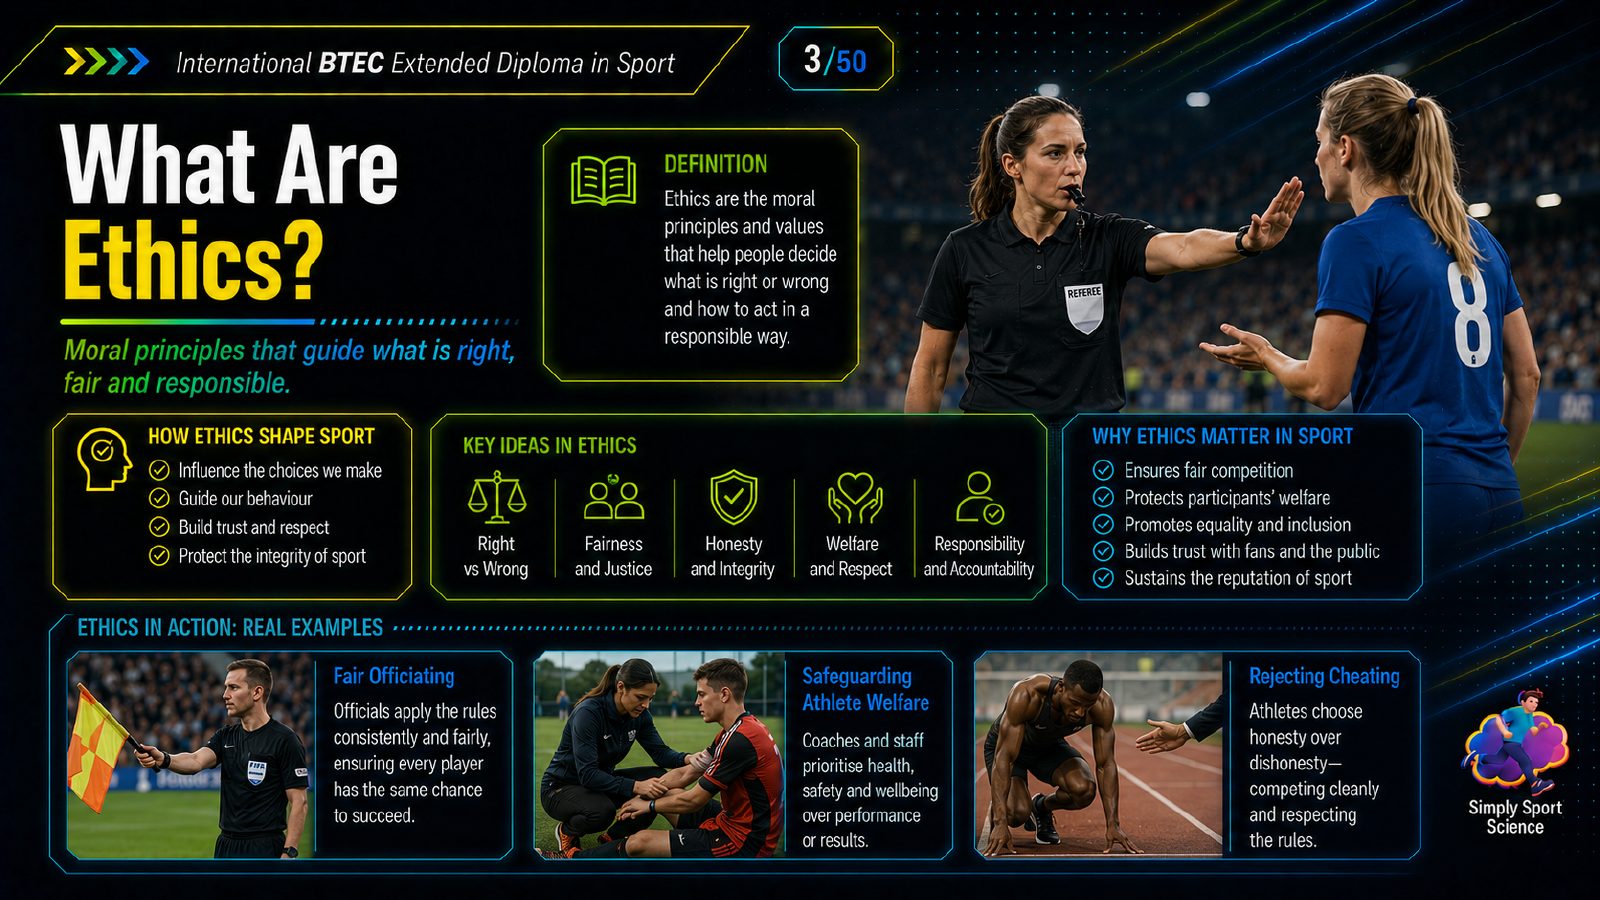 International BTEC Extended Diploma in Sport
3/50
What Are
Ethics?
Moral principles that guide what is right,
fair and responsible.
DEFINITION
Ethics are the moral
principles and values
that help people decide
what is right or wrong
and how to act in a
responsible way.
REFEREE
8
HOW ETHICS SHAPE SPORT
Influence the choices we make
Guide our behaviour
Build trust and respect
Protect the integrity of sport
KEY IDEAS IN ETHICS
Right
vs Wrong
Fairness
and Justice
Honesty
and Integrity
Welfare
and Respect
Responsibility
and Accountability
WHY ETHICS MATTER IN SPORT
Ensures fair competition
Protects participants' welfare
Promotes equality and inclusion
Builds trust with fans and the public
Sustains the reputation of sport
ETHICS IN ACTION: REAL EXAMPLES
FIFA
Fair Officiating
Officials apply the rules
consistently and fairly,
ensuring every player
has the same chance
to succeed.
Safeguarding
Athlete Welfare
Coaches and staff
prioritise health,
safety and wellbeing
over performance
or results.
Rejecting Cheating
Athletes choose
honesty over
dishonesty—
competing cleanly
and respecting
the rules.
Simply Sport
Science